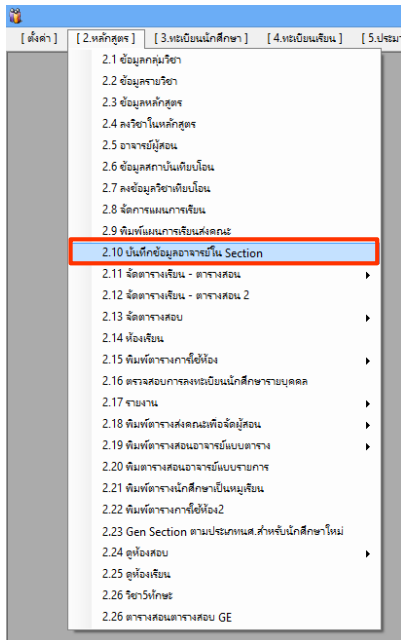 [ ตั้งค่า ] [ 2.หลักสูตร ] [ 3.ทะเบียนนักศึกษา ] [ 4.ทะเบียนเรียน ] [ 5.ประมา
2.1 ข้อมูลกลุ่มวิชา
2.2 ข้อมูลรายวิชา
2.3 ข้อมูลหลักสูตร
2.4 ลงวิชาในหลักสูตร
2.5 อาจารย์ผู้สอน
2.6 ข้อมูลสถาบันเทียบโอน
2.7 ลงข้อมูลวิชาเทียบโอน
2.8 จัดการแผนการเรียน
2.9 พิมพ์แผนการเรียนส่งคณะ
2.10 บันทึกข้อมูลอาจารย์ใน Section
2.11 จัดตารางเรียน - ตารางสอน
2.12 จัดตารางเรียน - ตารางสอน 2
2.13 จัดตารางสอบ
2.14 ห้องเรียน
2.15 พิมพ์ตารางการใช้ห้อง
2.16 ตรวจสอบการลงทะเบียนนักศึกษารายบุคคล
2.17 รายงาน
2.18 พิมพ์ตารางส่งคณะเพื่อจัดผู้สอน
2.19 พิมพ์ตารางสอนอาจารย์แบบตาราง
2.20 พิมตารางสอนอาจารย์แบบรายการ
2.21 พิมพ์ตารางนักศึกษาเป็นหมู่เรียน
2.22 พิมพ์ตารางการใช้ห้อง2
2.23 Gen Section ตามประเภทนศ.สำหรับนักศึกษาใหม่
2.24 ดูห้องสอบ
2.25 ดูห้องเรียน
2.26 วิชา5ทักษะ
2.26 ตารางสอนตารางสอบ GE